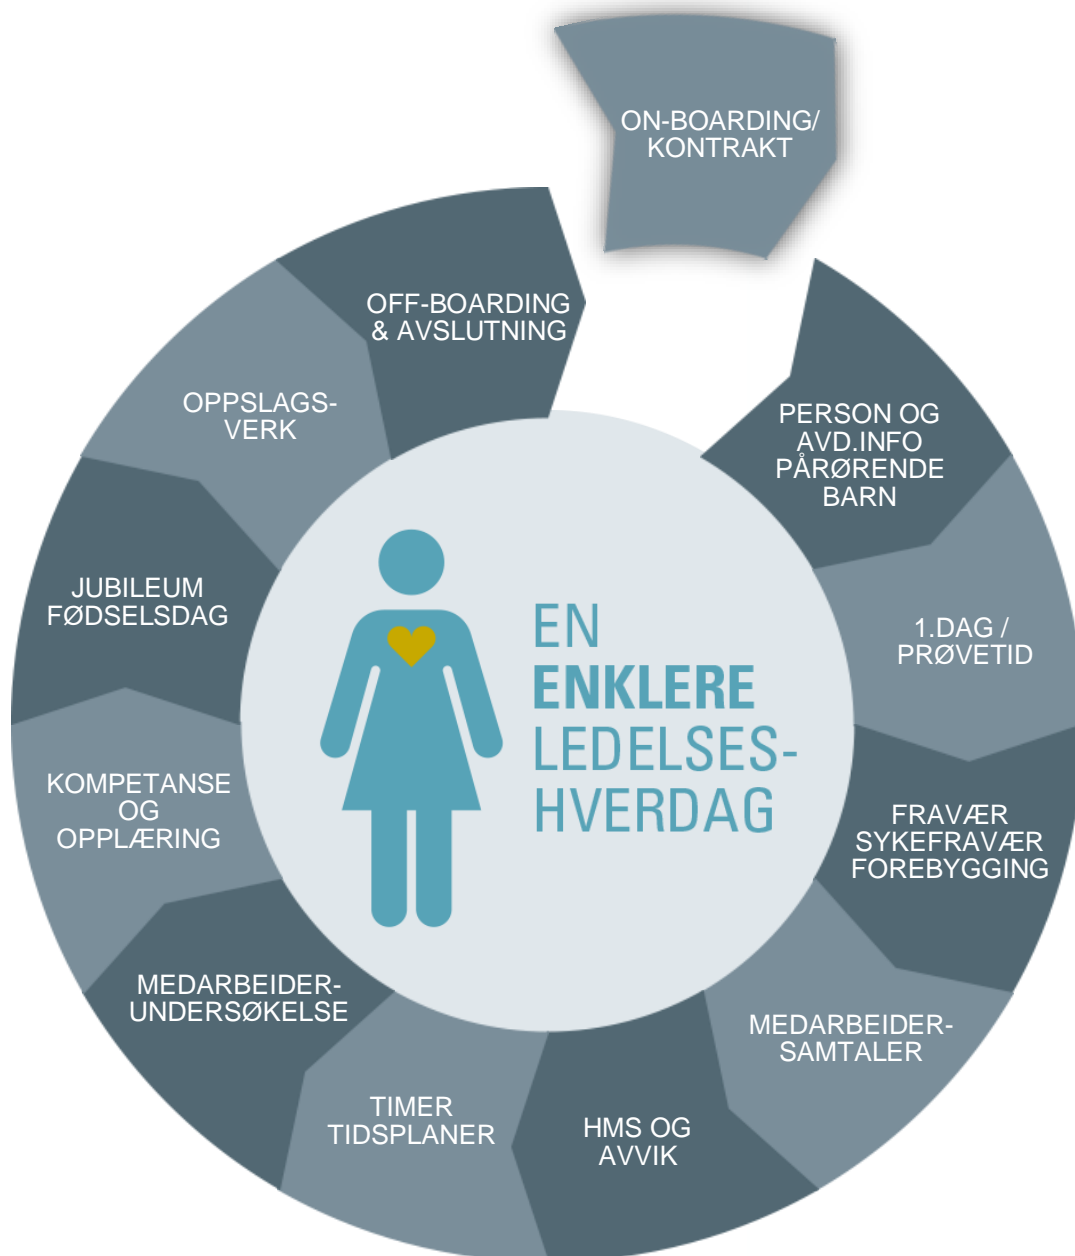 ON-BOARDING/
KONTRAKT
PERSON OG
AVD.INFO
PÅRØRENDE
BARN
1.DAG /
PRØVETID
FRAVÆR
SYKEFRAVÆR
FOREBYGGING
MEDARBEIDER-
SAMTALER
HMS OG
AVVIK
TIMER
TIDSPLANER
MEDARBEIDER-
UNDERSØKELSE
KOMPETANSE
OG
OPPLÆRING
JUBILEUM
FØDSELSDAG
OPPSLAGS-
VERK
OFF-BOARDING
& AVSLUTNING
EN
ENKLERE
LEDELSES-
HVERDAG